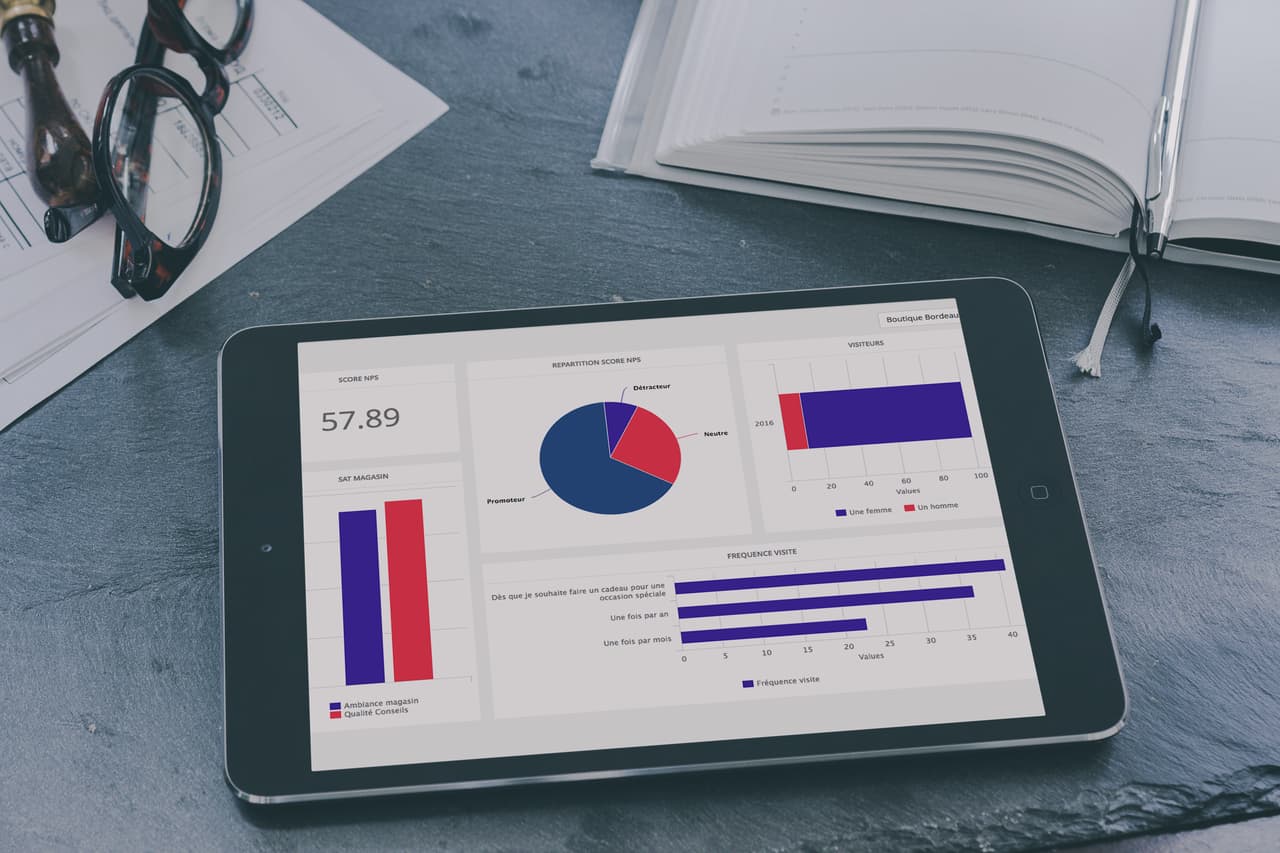 0330212
Boutique Bordeau
SCORE NPS
57.89
REPARTITION SCORE NPS
Détracteur
Neutre
Promoteur
VISITEURS
2016
0 20 40 60 80 100
Values
Une femme Un homme
SAT MAGASIN
Ambiance magasin
Qualité Conseils
FREQUENCE VISITE
Dès que je souhaite faire un cadeau pour une
occasion spéciale
Une fois par an
Une fois par mois
0 5 10 15 20 25 30 35 40
Values
Fréquence visite